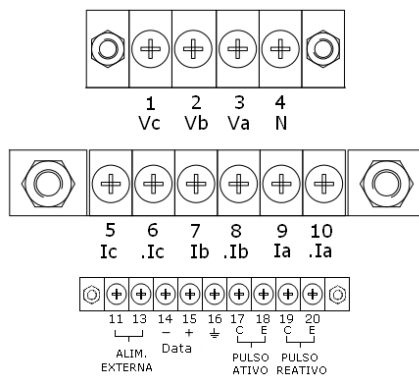 1 2 3 4
Vc Vb Va N
5 6 7 8 9 10
Ic .Ic Ib .Ib Ia .Ia
11 13 14 15 16 17 18 19 20
− + ⏚ C E C E
ALIM. EXTERNA
Data
PULSO ATIVO
PULSO REATIVO